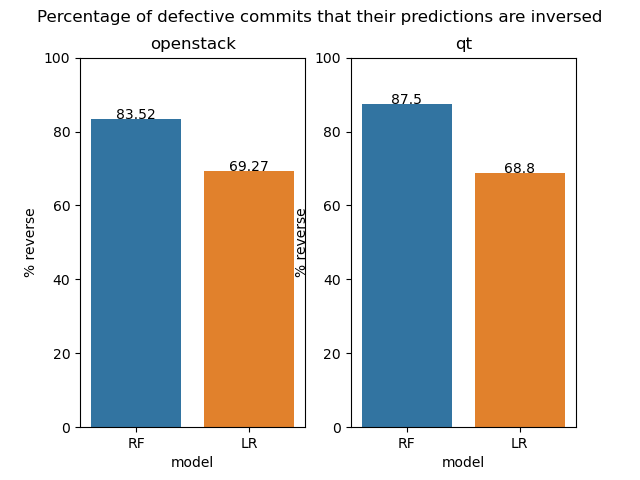 Percentage of defective commits that their predictions are inversed
openstack
% reverse
100
80
60
40
20
0
83.52
69.27
RF
LR
model
qt
% reverse
100
80
60
40
20
0
87.5
68.8
RF
LR
model